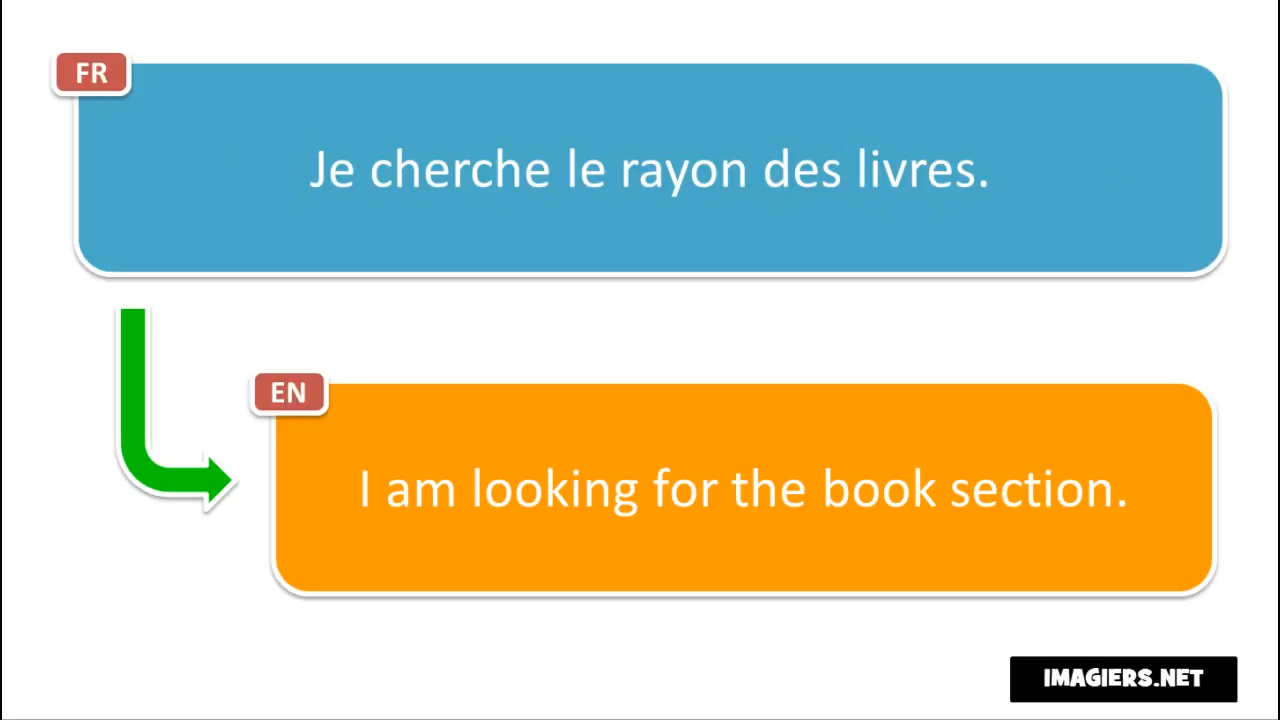 FR
Je cherche le rayon des livres.
EN
I am looking for the book section.
IMAGIERS.NET